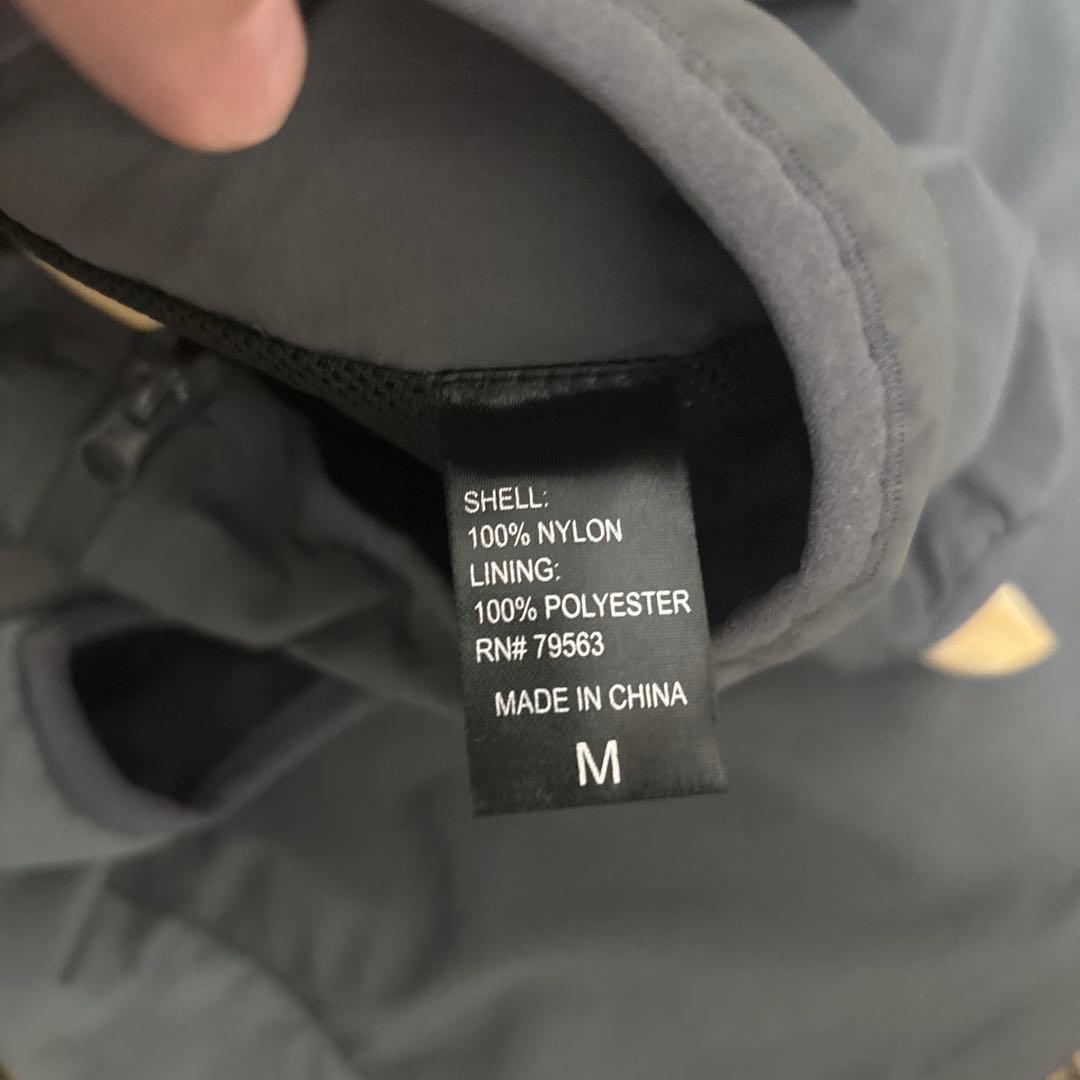 SHELL:
100% NYLON
LINING:
100% POLYESTER
RN# 79563
MADE IN CHINA
M